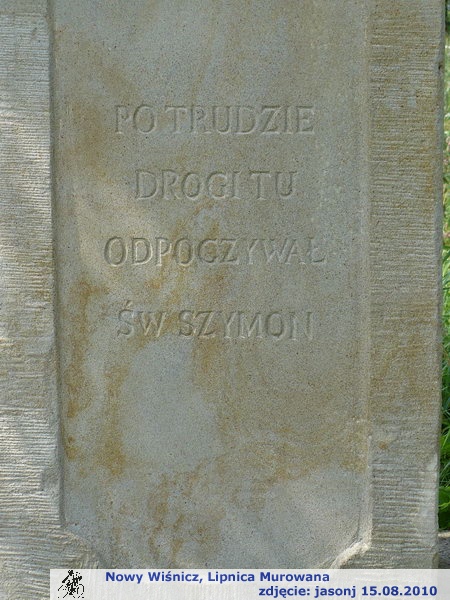 PO TRUDZIE
DROGI TU
ODPOCZYWAŁ
ŚW SZYMON
Nowy Wiśnicz, Lipnica Murowana
zdjęcie: jasonj 15.08.2010